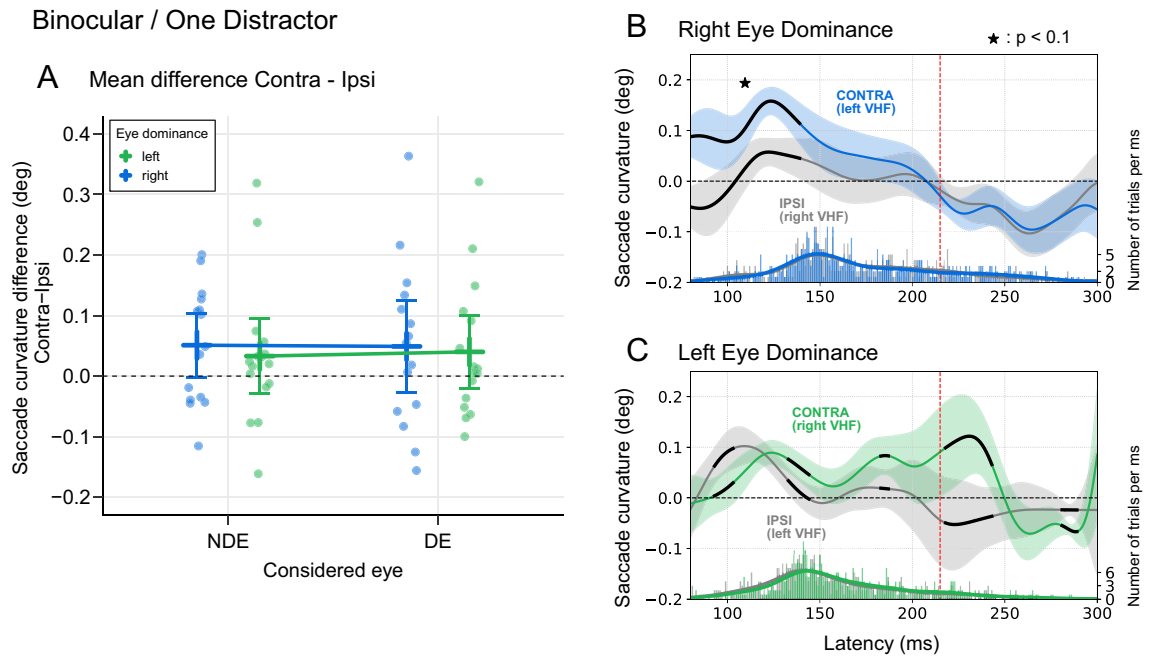 Binocular / One Distractor
A Mean difference Contra - Ipsi
Saccade curvature difference (deg)
Contra−Ipsi
Eye dominance
left
right
0.4
0.3
0.2
0.1
0.0
−0.1
−0.2
NDE DE
Considered eye
B Right Eye Dominance
★ : p < 0.1
Saccade curvature (deg)
0.2
0.1
0.0
−0.1
−0.2
CONTRA
(left VHF)
IPSI
(right VHF)
5
2
0
Number of trials per ms
100 150 200 250 300
C Left Eye Dominance
Saccade curvature (deg)
0.2
0.1
0.0
−0.1
−0.2
CONTRA
(right VHF)
IPSI
(left VHF)
6
3
0
Number of trials per ms
100 150 200 250 300
Latency (ms)